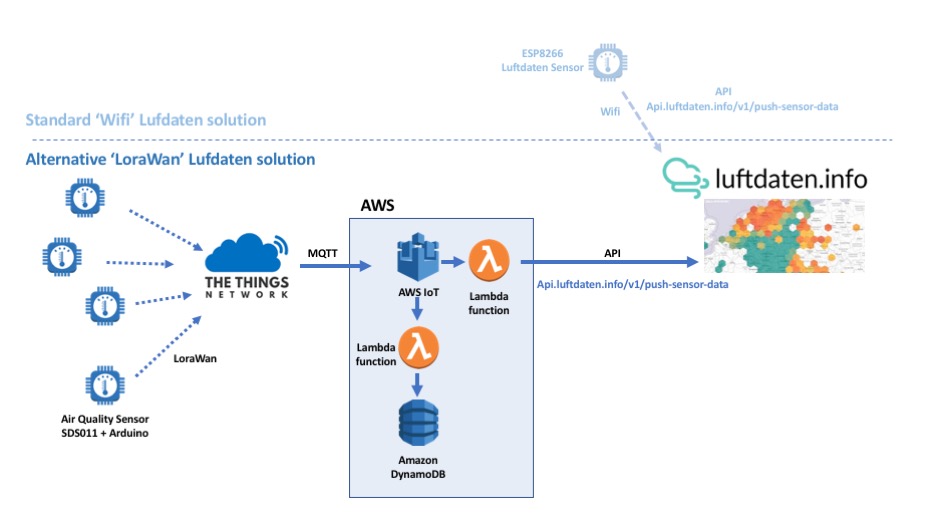 ESP8266
Luftdaten Sensor
API
Api.luftdaten.info/v1/push-sensor-data
Wifi
Standard ‘Wifi’ Lufdaten solution
Alternative ‘LoraWan’ Lufdaten solution
luftdaten.info
AWS
THE THINGS
NETWORK
MQTT
AWS IoT
Lambda
function
API
Api.luftdaten.info/v1/push-sensor-data
LoraWan
Lambda
function
Air Quality Sensor
SDS011 + Arduino
Amazon
DynamoDB